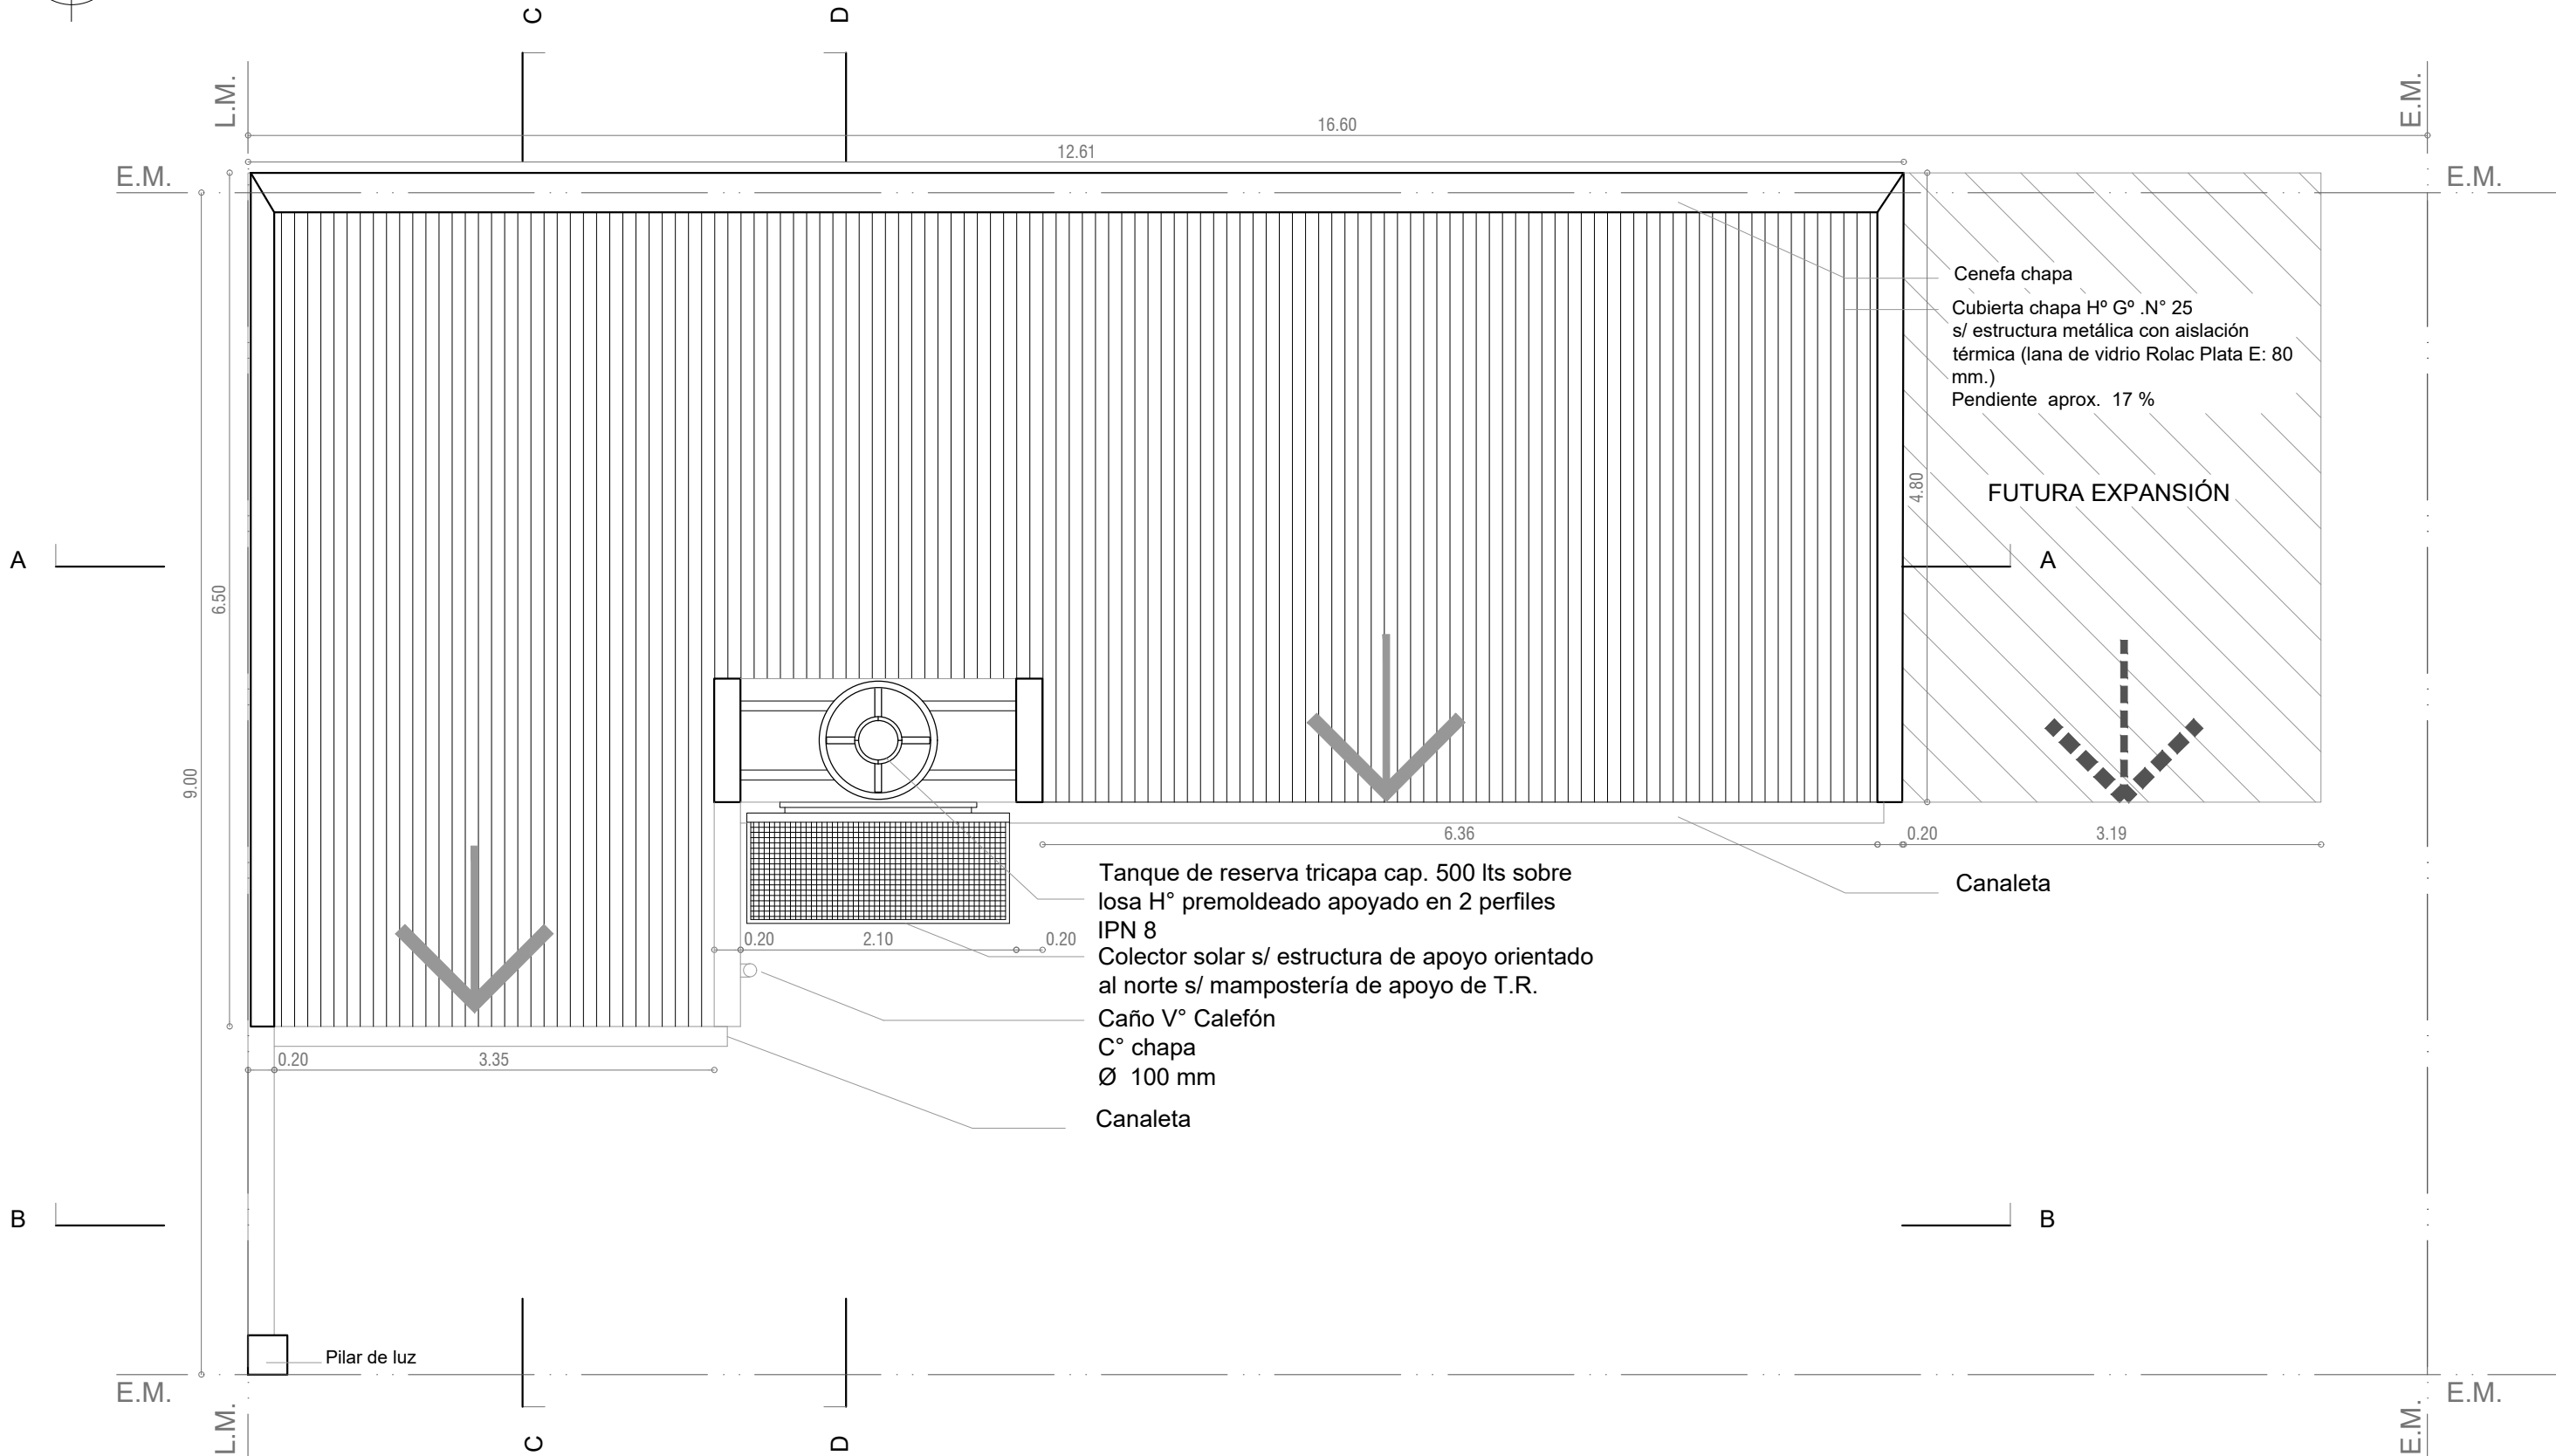 C
D
L.M.
E.M.
16.60
12.61
E.M.
E.M.
Cenefa chapa
Cubierta chapa Hº Gº .N° 25
s/ estructura metálica con aislación
térmica (lana de vidrio Rolac Plata E: 80
mm.)
Pendiente aprox. 17 %
4.80
FUTURA EXPANSIÓN
A
A
6.50
9.00
6.36
0.20
3.19
Tanque de reserva tricapa cap. 500 lts sobre
losa H° premoldeado apoyado en 2 perfiles
IPN 8
Canaleta
0.20
2.10
0.20
Colector solar s/ estructura de apoyo orientado
al norte s/ mampostería de apoyo de T.R.
Caño V° Calefón
C° chapa
Ø 100 mm
0.20
3.35
Canaleta
B
B
Pilar de luz
E.M.
E.M.
L.M.
C
D
E.M.